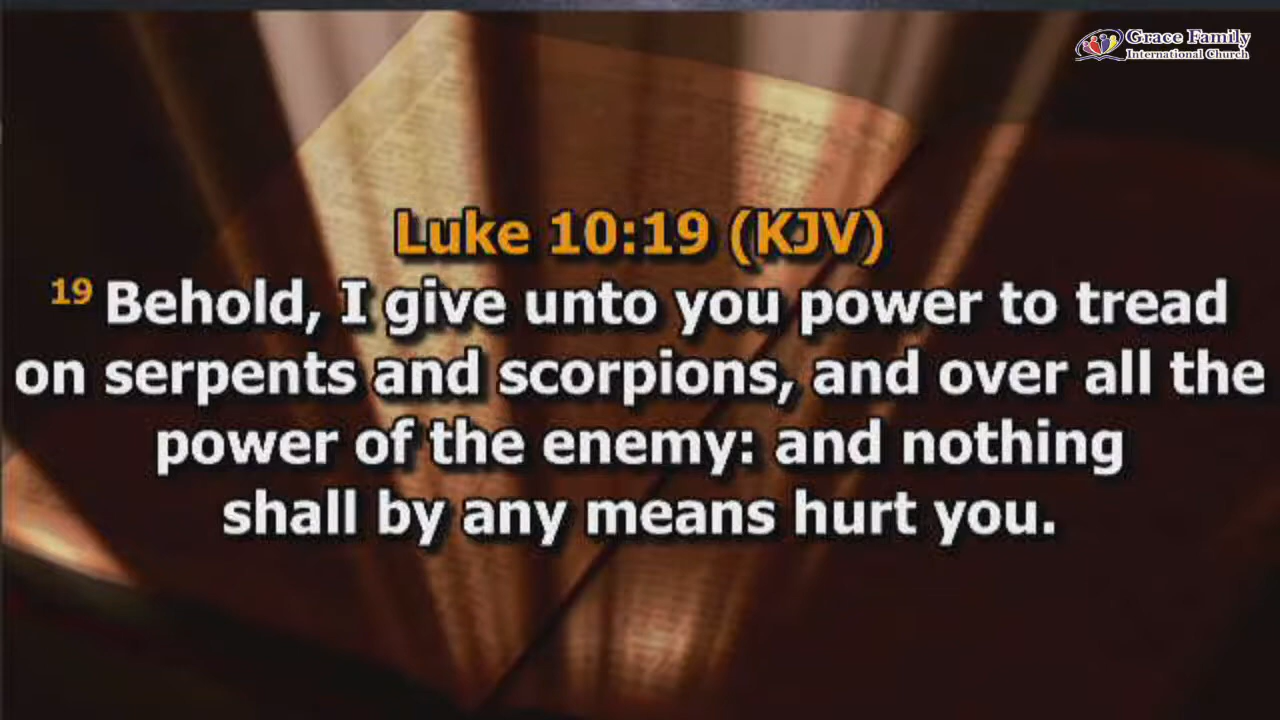 Grace Family
International Church
Luke 10:19 (KJV)
19 Behold, I give unto you power to tread
on serpents and scorpions, and over all the
power of the enemy: and nothing
shall by any means hurt you.